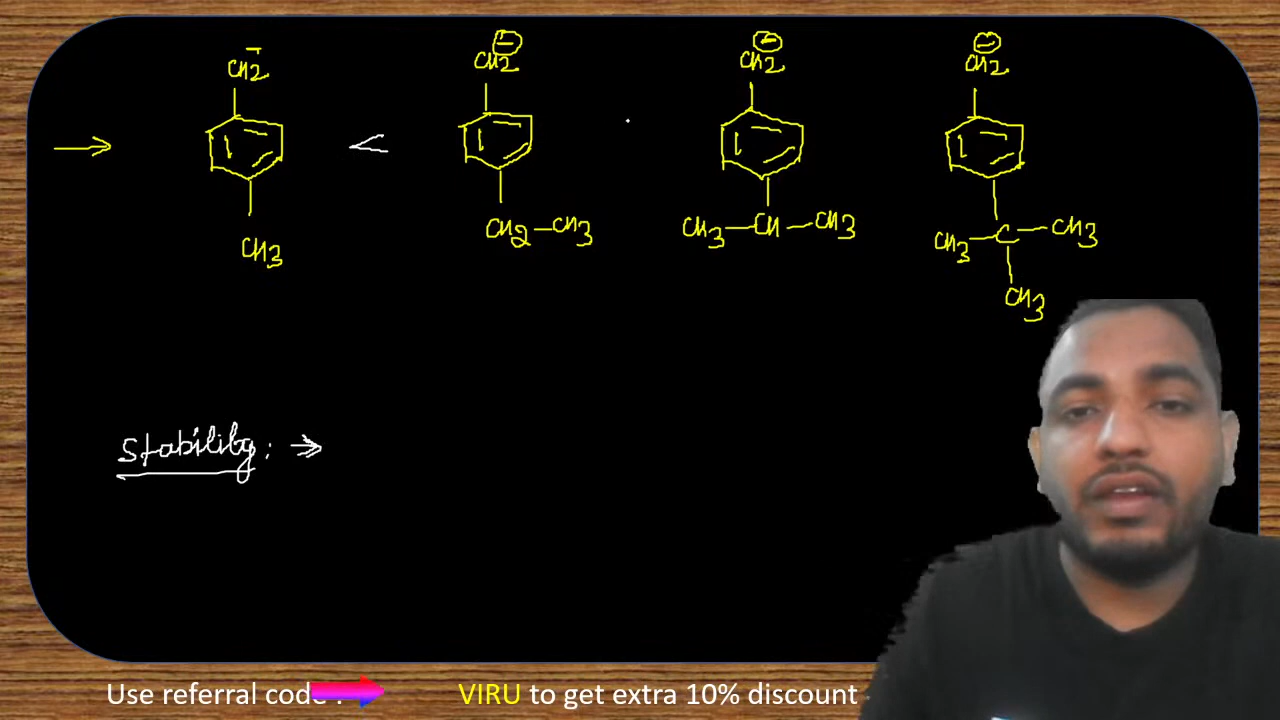 CH2⁻ CH2⊖ CH2⊖ CH2⊖
→ <
CH3 CH2–CH3 CH3–CH–CH3 CH3–C–CH3
CH3
Stability: →
Use referral code : VIRU to get extra 10% discount